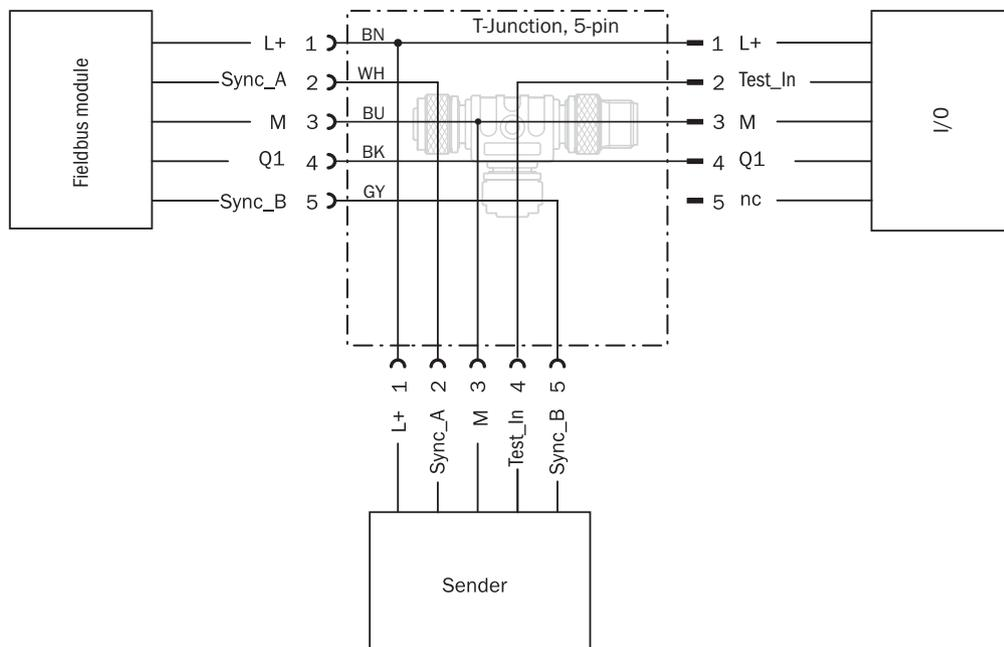 T-Junction, 5-pin
Fieldbus module
L+ 1 BN
Sync_A 2 WH
M 3 BU
Q1 4 BK
Sync_B 5 GY
1 L+
2 Test_In
3 M
4 Q1
5 nc
I/0
1 L+
2 Sync_A
3 M
4 Test_In
5 Sync_B
Sender